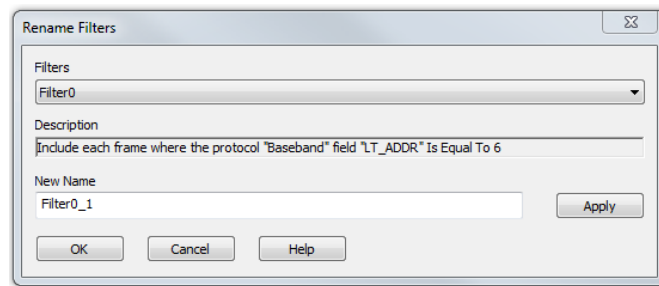 Rename Filters
Filters
Filter0
Description
Include each frame where the protocol "Baseband" field "LT_ADDR" Is Equal To 6
New Name
Filter0_1
Apply
OK Cancel Help